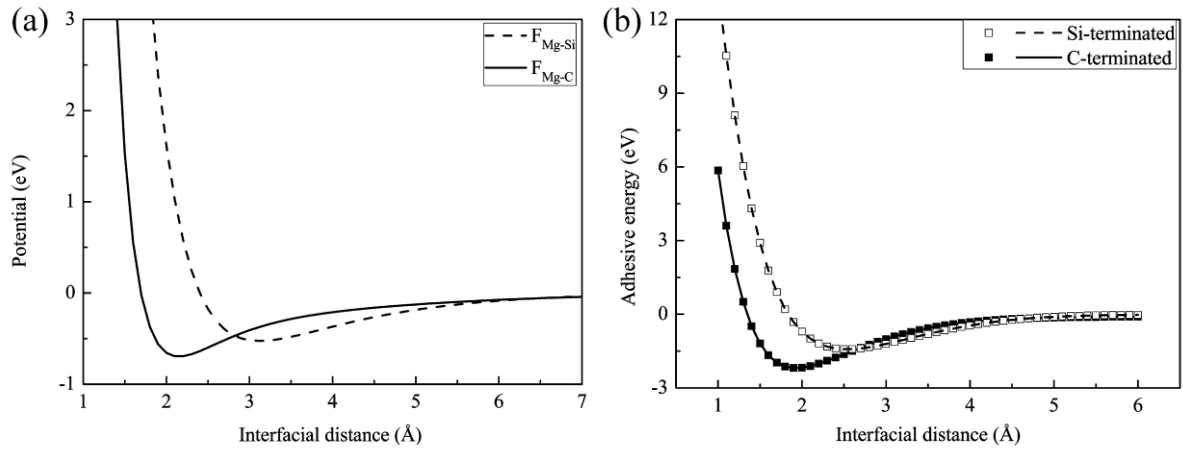 (a)
3
2
1
0
-1
1 2 3 4 5 6 7
Potential (eV)
Interfacial distance (Å)
F_Mg-Si
F_Mg-C
(b)
12
9
6
3
0
-3
1 2 3 4 5 6
Adhesive energy (eV)
Interfacial distance (Å)
Si-terminated
C-terminated